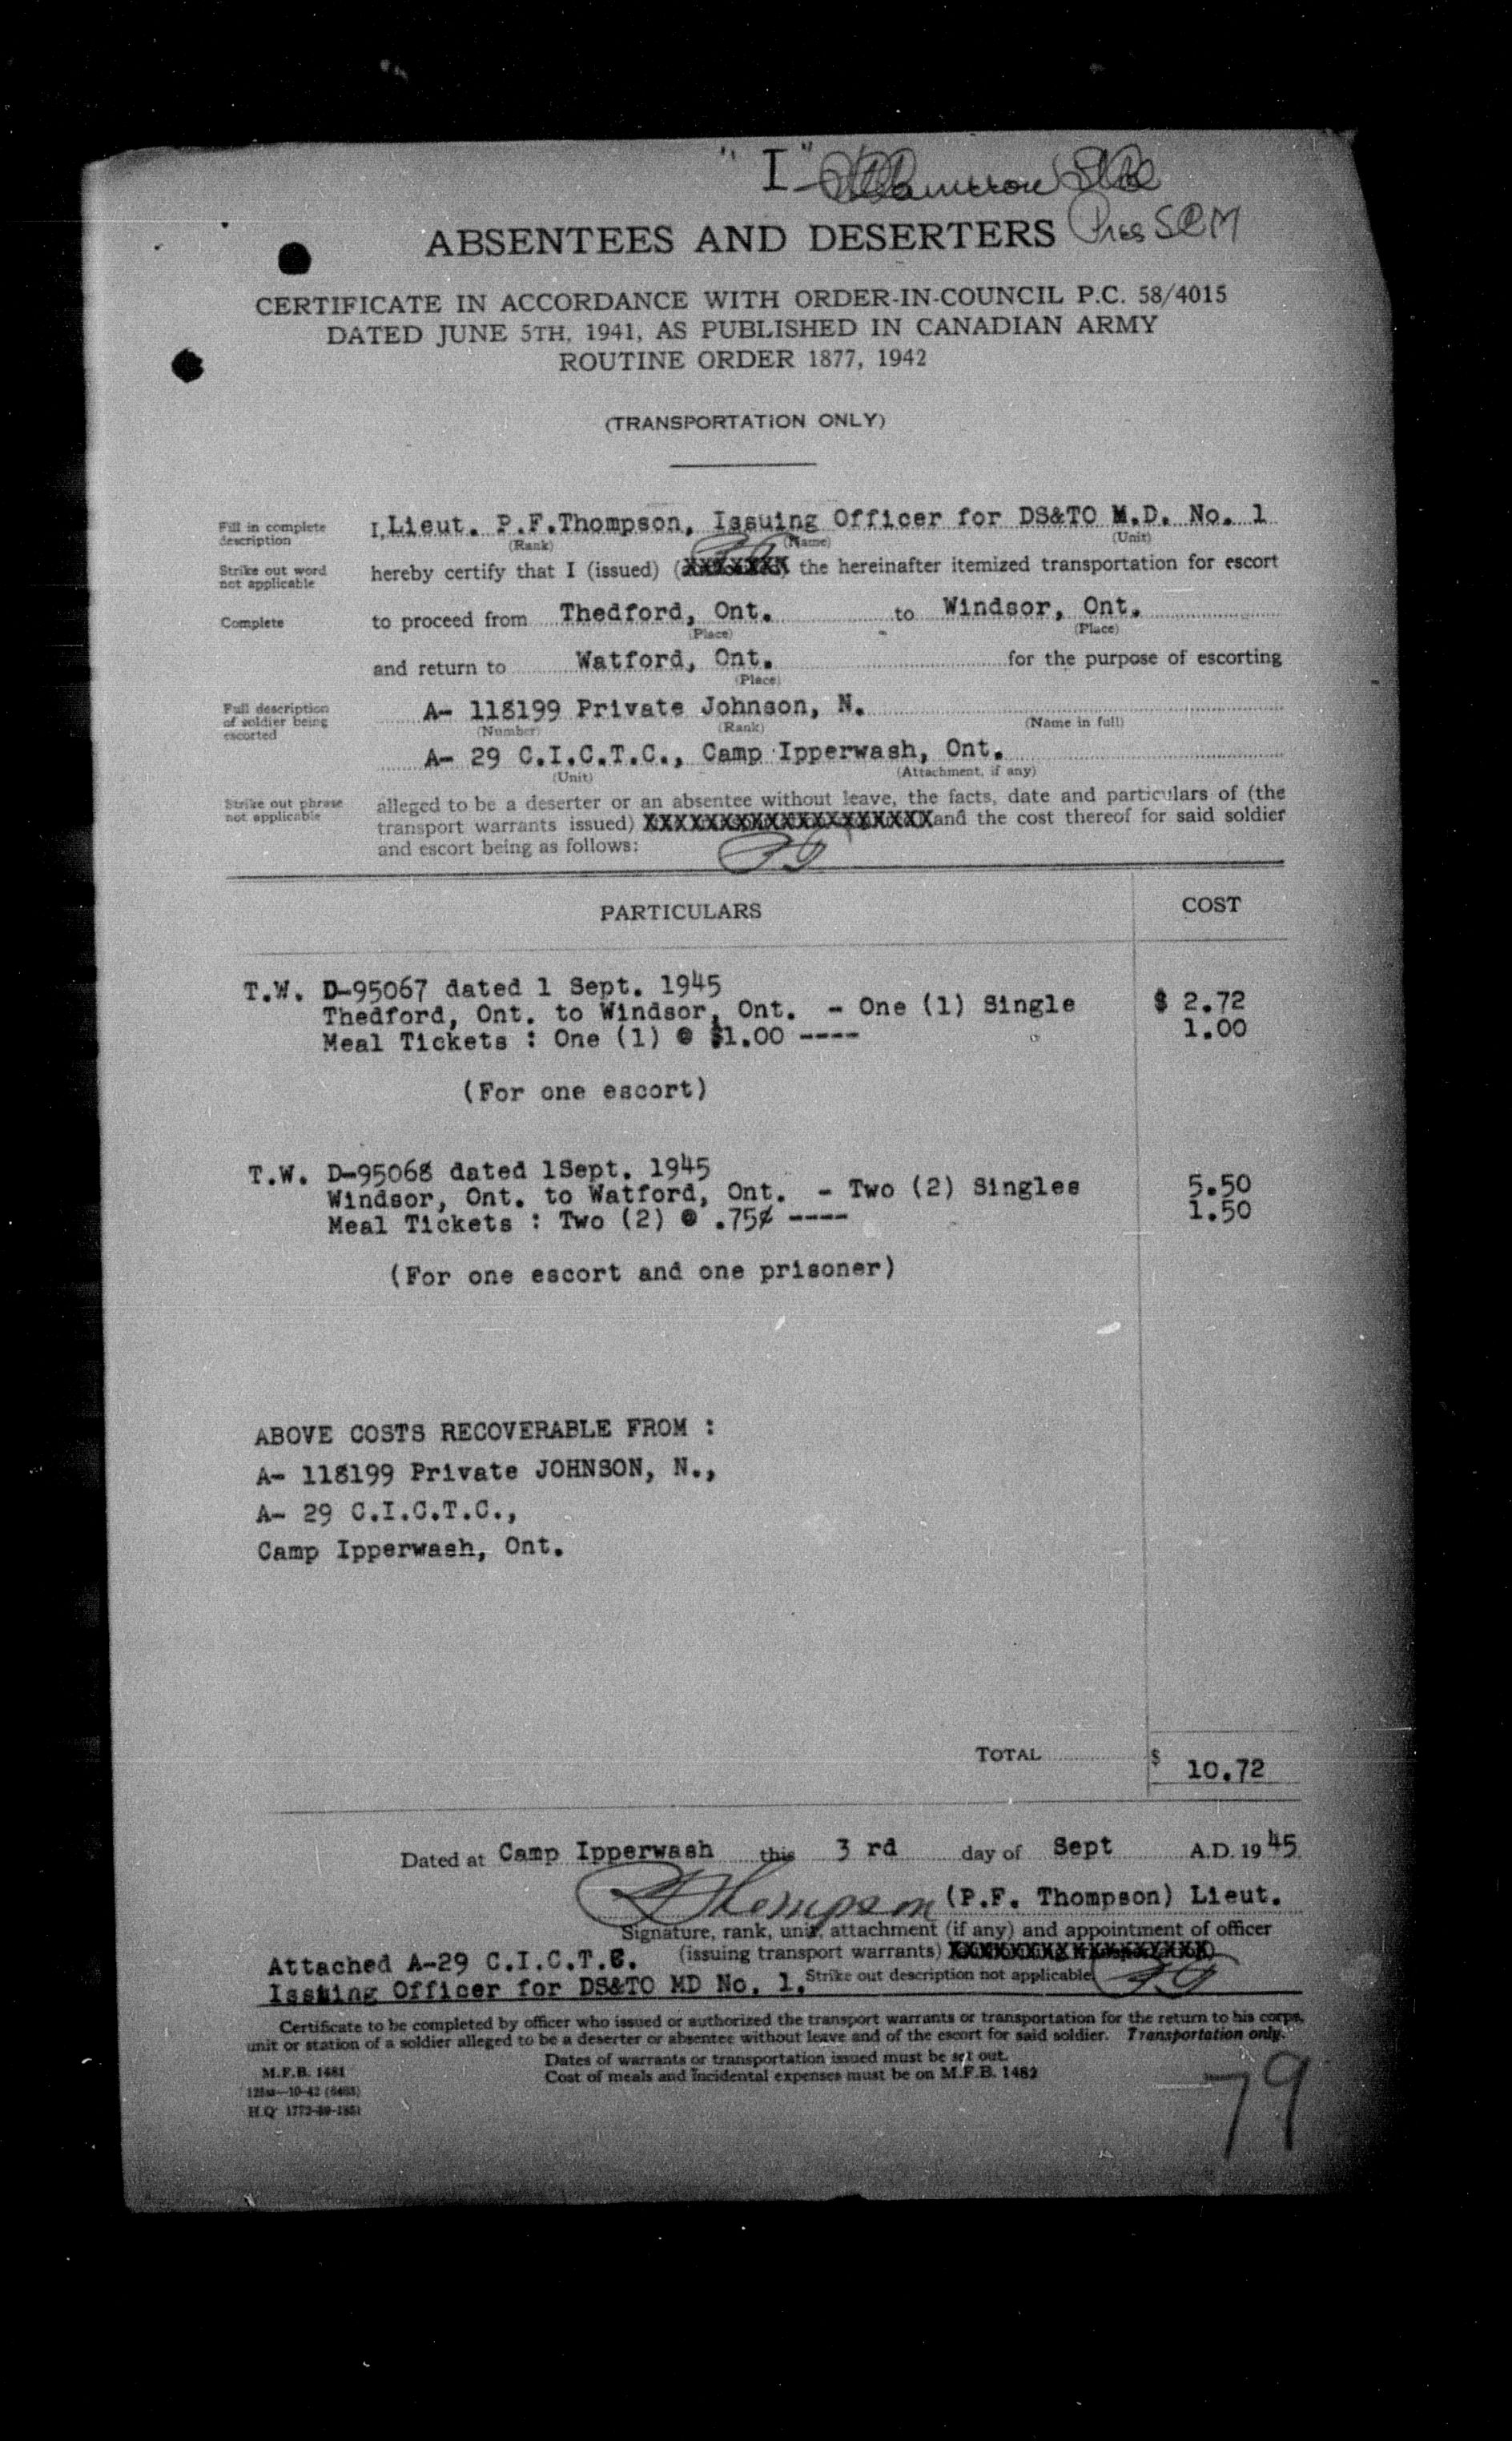 "I"
Pres SCM
ABSENTEES AND DESERTERS
CERTIFICATE IN ACCORDANCE WITH ORDER-IN-COUNCIL P.C. 58/4015
DATED JUNE 5TH, 1941, AS PUBLISHED IN CANADIAN ARMY
ROUTINE ORDER 1877, 1942
(TRANSPORTATION ONLY)
Fill in complete description
I, Lieut. P.F.Thompson, Issuing Officer for DS&TO M.D. No. 1
(Rank) (Name) (Unit)
Strike out word not applicable
hereby certify that I (issued) (XXXXXXX the hereinafter itemized transportation for escort
Complete
to proceed from Thedford, Ont. to Windsor, Ont.
(Place) (Place)
and return to Watford, Ont. for the purpose of escorting
(Place)
Full description of soldier being escorted
A- 118199 Private Johnson, N.
(Number) (Rank) (Name in full)
A- 29 C.I.C.T.C., Camp Ipperwash, Ont.
(Unit) (Attachment, if any)
Strike out phrase not applicable
alleged to be a deserter or an absentee without leave, the facts, date and particulars of (the
transport warrants issued) XXXXXXXXXXXXXXXXXXX and the cost thereof for said soldier
and escort being as follows:
PARTICULARS COST
T.W. D-95067 dated 1 Sept. 1945
Thedford, Ont. to Windsor, Ont. - One (1) Single $ 2.72
Meal Tickets : One (1) @ $1.00 ---- 1.00
(For one escort)
T.W. D-95068 dated 1Sept. 1945
Windsor, Ont. to Watford, Ont. - Two (2) Singles 5.50
Meal Tickets : Two (2) @ .75¢ ---- 1.50
(For one escort and one prisoner)
ABOVE COSTS RECOVERABLE FROM :
A- 118199 Private JOHNSON, N.,
A- 29 C.I.C.T.C.,
Camp Ipperwash, Ont.
TOTAL $ 10.72
Dated at Camp Ipperwash this 3 rd day of Sept A.D. 19 45
Thompson (P.F. Thompson) Lieut.
Signature, rank, unit, attachment (if any) and appointment of officer
Attached A-29 C.I.C.T.C. (issuing transport warrants) XXXXXXXXXXXXXXXXX)
Issuing Officer for DS&TO MD No. 1. Strike out description not applicable
Certificate to be completed by officer who issued or authorized the transport warrants or transportation for the return to his corps,
unit or station of a soldier alleged to be a deserter or absentee without leave and of the escort for said soldier. Transportation only.
Dates of warrants or transportation issued must be set out.
Cost of meals and incidental expenses must be on M.F.B. 1482
M.F.B. 1481
79